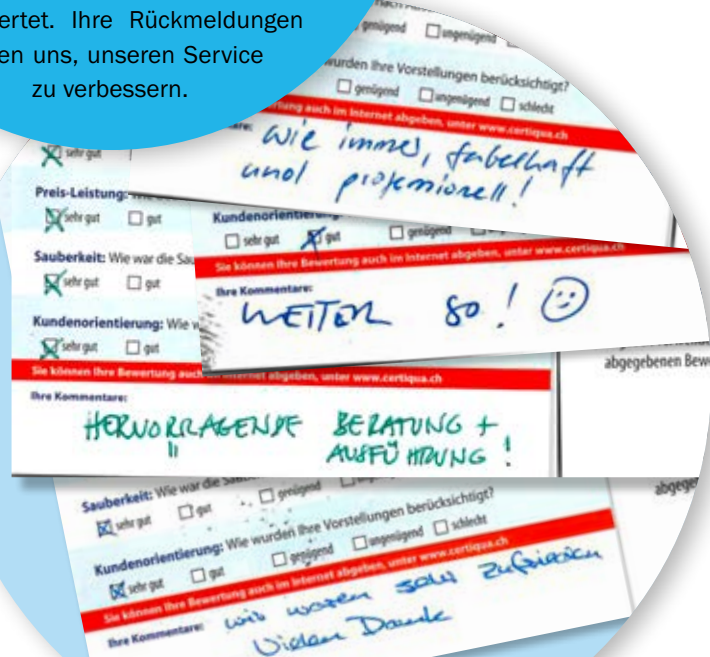 ertet. Ihre Rückmeldungen
en uns, unseren Service
zu verbessern.
genügend ungenügend
wurden Ihre Vorstellungen berücksichtigt?
genügend ungenügend schlecht
tung auch im Internet abgeben, unter www.certiqua.ch
are:
wie immer, fabelhaft
und professionell!
sehr gut
Preis-Leistung:
sehr gut gut
Sauberkeit: Wie war die Sau
sehr gut gut
Kundenorientierung: Wie w
sehr gut gut
Sie können Ihre Bewertung auch im Internet abgeben, unter www.certiqua.ch
Ihre Kommentare:
HERVORRAGENDE BERATUNG +
AUSFÜHRUNG!
Kundenorientierung
sehr gut gut genügend
Sie können Ihre Bewertung auch im Internet abgeben, unter www.certiqua.ch
Ihre Kommentare:
WEITER SO!
abgegebenen Bew
abgege
Sauberkeit: Wie war die Saub
sehr gut gut genügend
Kundenorientierung: Wie wurden Ihre Vorstellungen berücksichtigt?
sehr gut gut genügend ungenügend schlecht
Sie können Ihre Bewertung auch im Internet abgeben, unter www.certiqua.ch
Ihre Kommentare:
wir waren sehr zufrieden
Vielen Dank